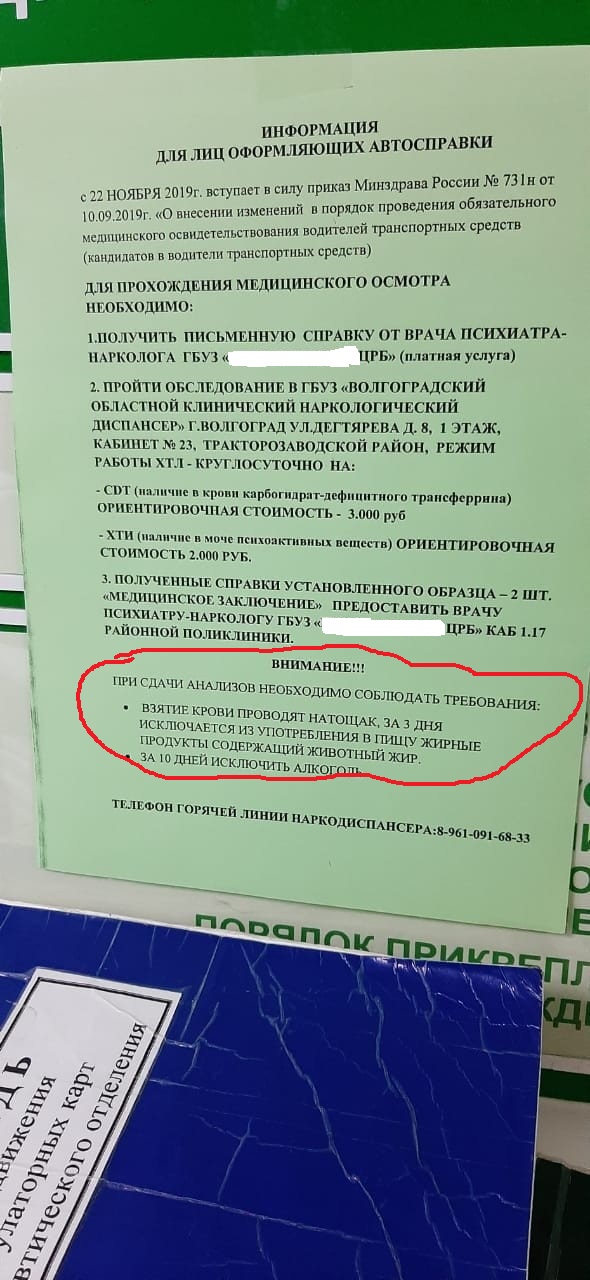 ИНФОРМАЦИЯ
ДЛЯ ЛИЦ ОФОРМЛЯЮЩИХ АВТОСПРАВКИ
с 22 НОЯБРЯ 2019г. вступает в силу приказ Минздрава России № 731н от
10.09.2019г. «О внесении изменений в порядок проведения обязательного
медицинского освидетельствования водителей транспортных средств
(кандидатов в водители транспортных средств)
ДЛЯ ПРОХОЖДЕНИЯ МЕДИЦИНСКОГО ОСМОТРА
НЕОБХОДИМО:
1.ПОЛУЧИТЬ ПИСЬМЕННУЮ СПРАВКУ ОТ ВРАЧА ПСИХИАТРА-
НАРКОЛОГА ГБУЗ « ЦРБ» (платная услуга)
2. ПРОЙТИ ОБСЛЕДОВАНИЕ В ГБУЗ «ВОЛГОГРАДСКИЙ
ОБЛАСТНОЙ КЛИНИЧЕСКИЙ НАРКОЛОГИЧЕСКИЙ
ДИСПАНСЕР» Г.ВОЛГОГРАД УЛ.ДЕГТЯРЕВА Д. 8, 1 ЭТАЖ,
КАБИНЕТ № 23, ТРАКТОРОЗАВОДСКОЙ РАЙОН, РЕЖИМ
РАБОТЫ ХТЛ - КРУГЛОСУТОЧНО НА:
- CDT (наличие в крови карбогидрат-дефицитного трансферрина)
ОРИЕНТИРОВОЧНАЯ СТОИМОСТЬ - 3.000 руб
- ХТИ (наличие в моче психоактивных веществ) ОРИЕНТИРОВОЧНАЯ
СТОИМОСТЬ 2.000 РУБ.
3. ПОЛУЧЕННЫЕ СПРАВКИ УСТАНОВЛЕННОГО ОБРАЗЦА – 2 ШТ.
«МЕДИЦИНСКОЕ ЗАКЛЮЧЕНИЕ» ПРЕДОСТАВИТЬ ВРАЧУ
ПСИХИАТРУ-НАРКОЛОГУ ГБУЗ « ЦРБ» КАБ 1.17
РАЙОННОЙ ПОЛИКЛИНИКИ.
ВНИМАНИЕ!!!
ПРИ СДАЧИ АНАЛИЗОВ НЕОБХОДИМО СОБЛЮДАТЬ ТРЕБОВАНИЯ:
• ВЗЯТИЕ КРОВИ ПРОВОДЯТ НАТОЩАК, ЗА 3 ДНЯ
ИСКЛЮЧАЕТСЯ ИЗ УПОТРЕБЛЕНИЯ В ПИЩУ ЖИРНЫЕ
ПРОДУКТЫ СОДЕРЖАЩИЙ ЖИВОТНЫЙ ЖИР.
• ЗА 10 ДНЕЙ ИСКЛЮЧИТЬ АЛКОГОЛЬ
ТЕЛЕФОН ГОРЯЧЕЙ ЛИНИИ НАРКОДИСПАНСЕРА:8-961-091-68-33
ПОРЯДОК ПРИКРЕПЛ